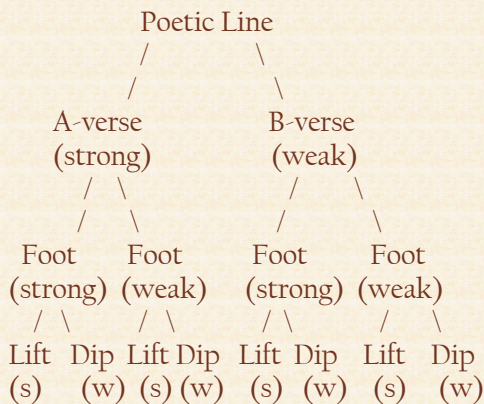 Poetic Line
A-verse B-verse
(strong) (weak)
Foot Foot Foot Foot
(strong) (weak) (strong) (weak)
Lift Dip Lift Dip Lift Dip Lift Dip
(s) (w) (s) (w) (s) (w) (s) (w)